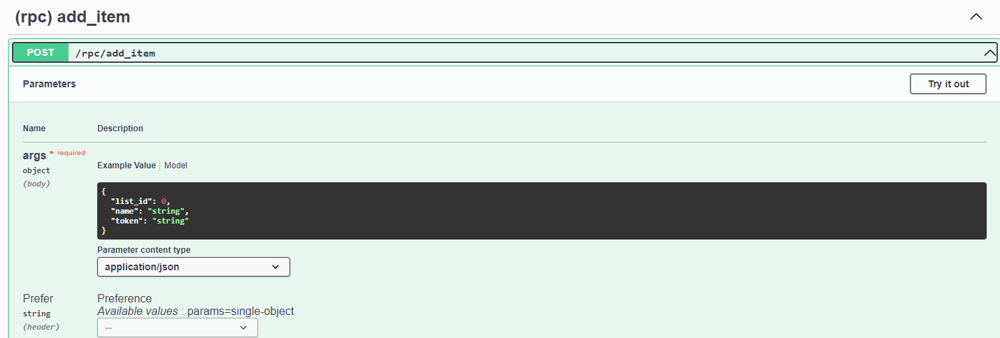 (rpc) add_item
POST /rpc/add_item
Parameters Try it out
Name Description
args * required
object
(body)
Example Value Model
{
"list_id": 0,
"name": "string",
"token": "string"
}
Parameter content type
application/json
Prefer
string
(header)
Preference
Available values : params=single-object
--